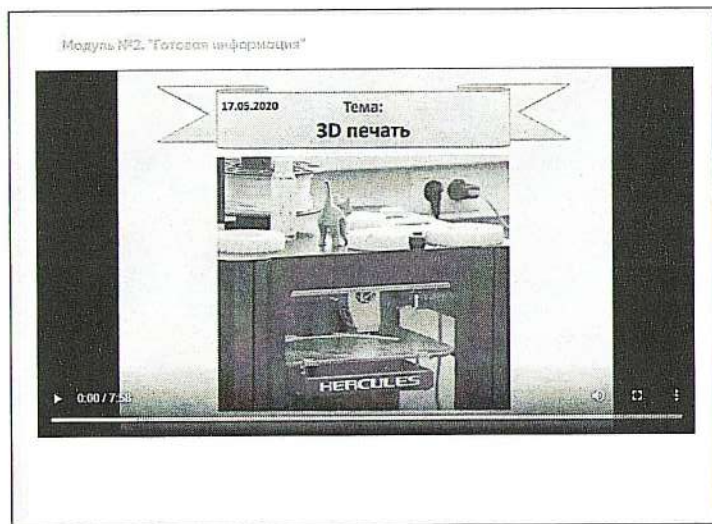 Модуль №2. "Готовая информация"
17.05.2020
Тема:
3D печать
HERCULES
0:00 / 7:58